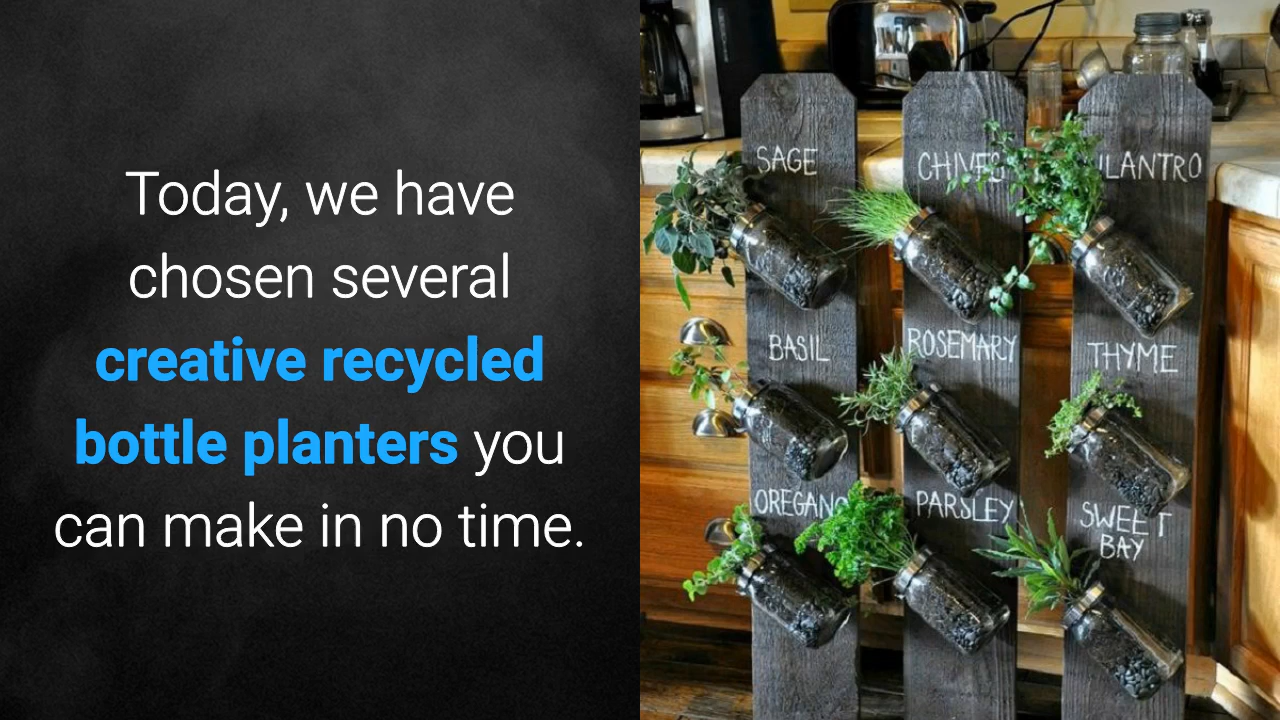 Today, we have
chosen several
creative recycled
bottle planters you
can make in no time.
SAGE
CHIVES
ILANTRO
BASIL
ROSEMARY
THYME
OREGANO
PARSLEY
SWEET
BAY